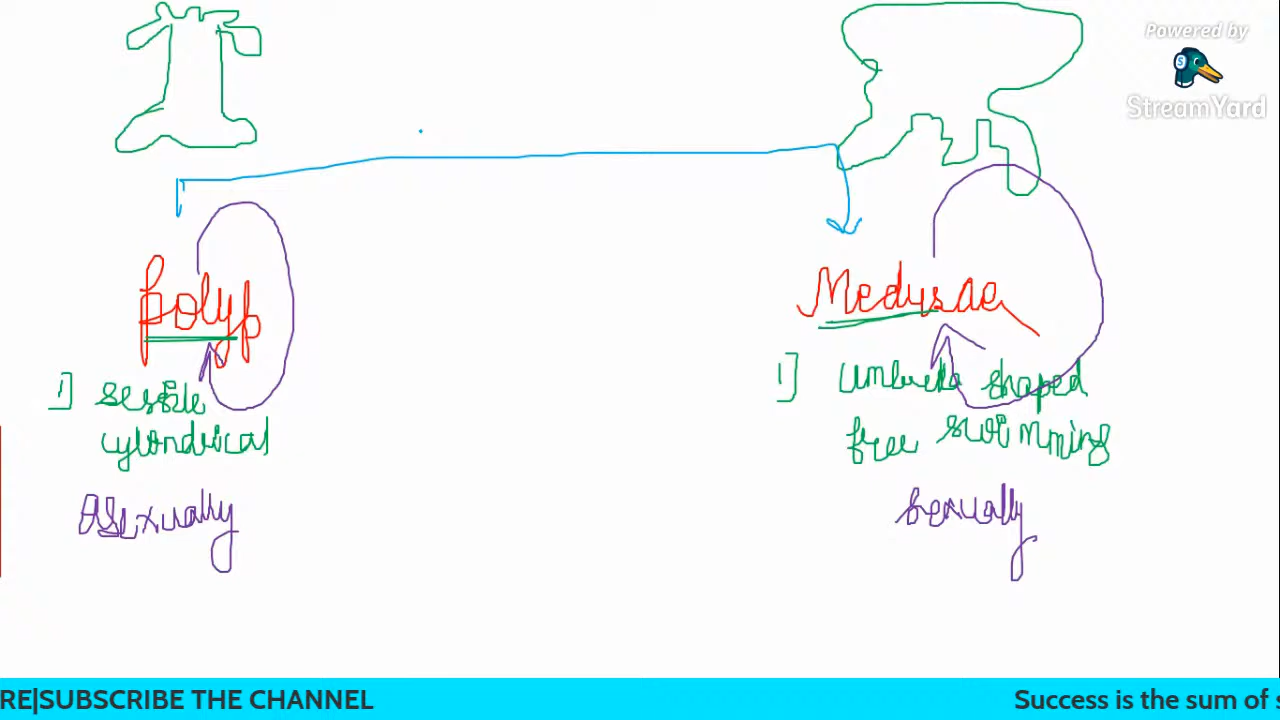 Powered by
StreamYard
Polyp
Medusae
1] sessile
cylindrical
Asexually
1] umbrella shaped
free swimming
Sexually
RE|SUBSCRIBE THE CHANNEL
Success is the sum of s